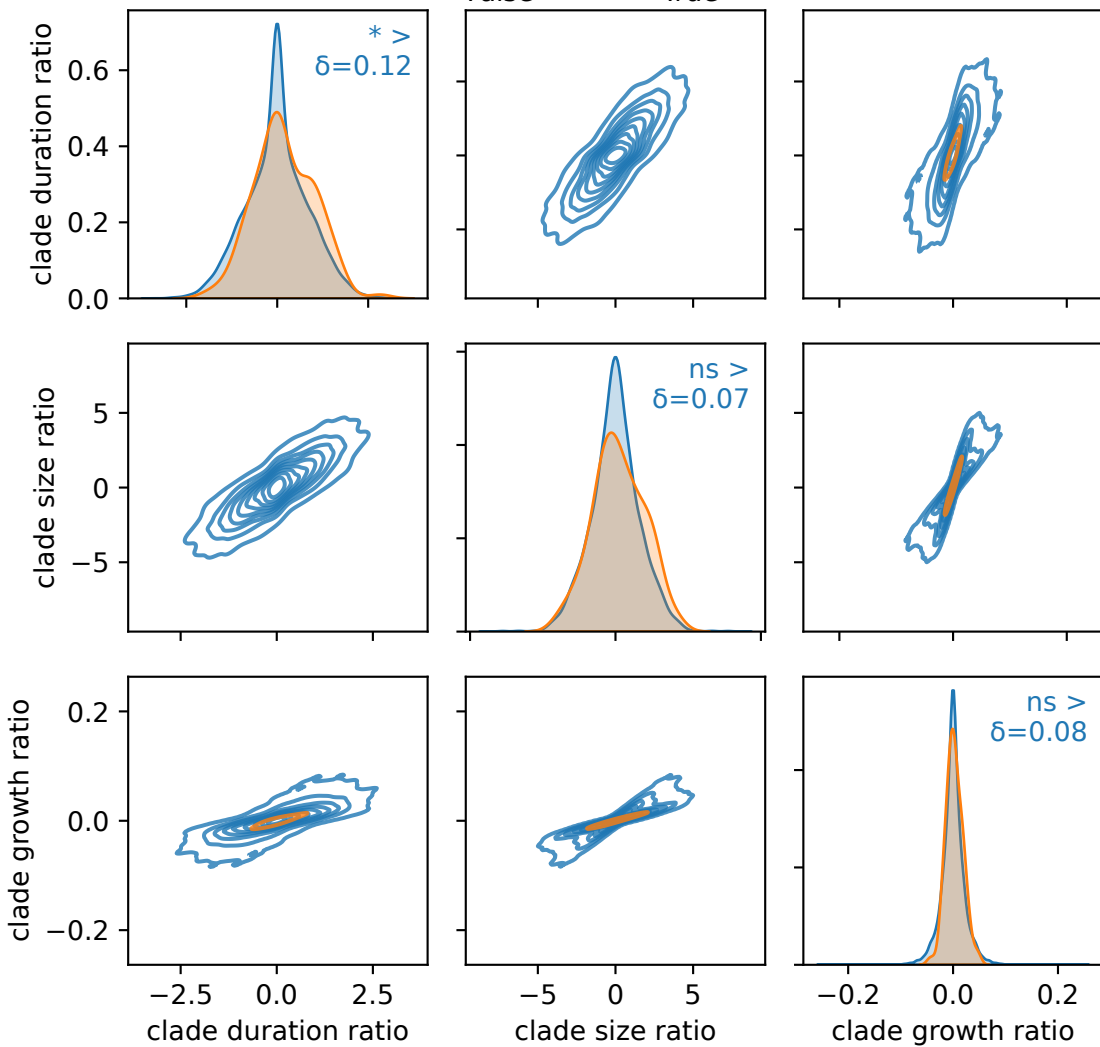 * >
δ=0.12
clade duration ratio
0.6
0.4
0.2
0.0
ns >
δ=0.07
clade size ratio
5
0
−5
ns >
δ=0.08
clade growth ratio
0.2
0.0
−0.2
−2.5 0.0 2.5
−5 0 5
−0.2 0.0 0.2
clade duration ratio
clade size ratio
clade growth ratio